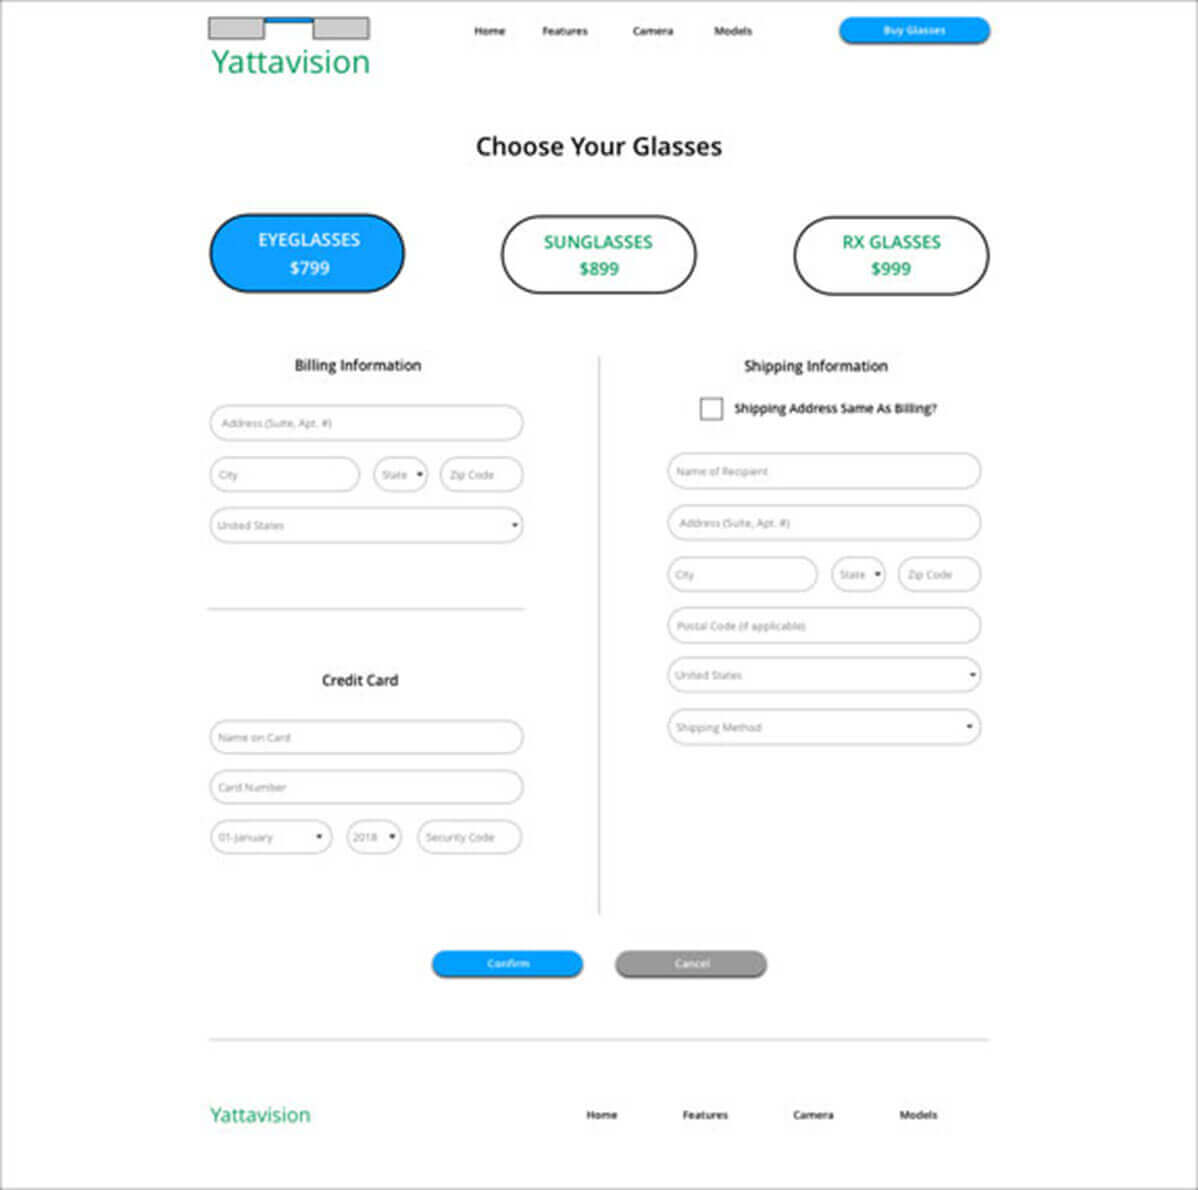 Home Features Camera Models Buy Glasses
Yattavision
Choose Your Glasses
EYEGLASSES
$799
SUNGLASSES
$899
RX GLASSES
$999
Billing Information
Address (Suite, Apt. #)
City State Zip Code
United States
Credit Card
Name on Card
Card Number
01-January 2018 Security Code
Shipping Information
Shipping Address Same As Billing?
Name of Recipient
Address (Suite, Apt. #)
City State Zip Code
Postal Code (if applicable)
United States
Shipping Method
Confirm Cancel
Yattavision Home Features Camera Models